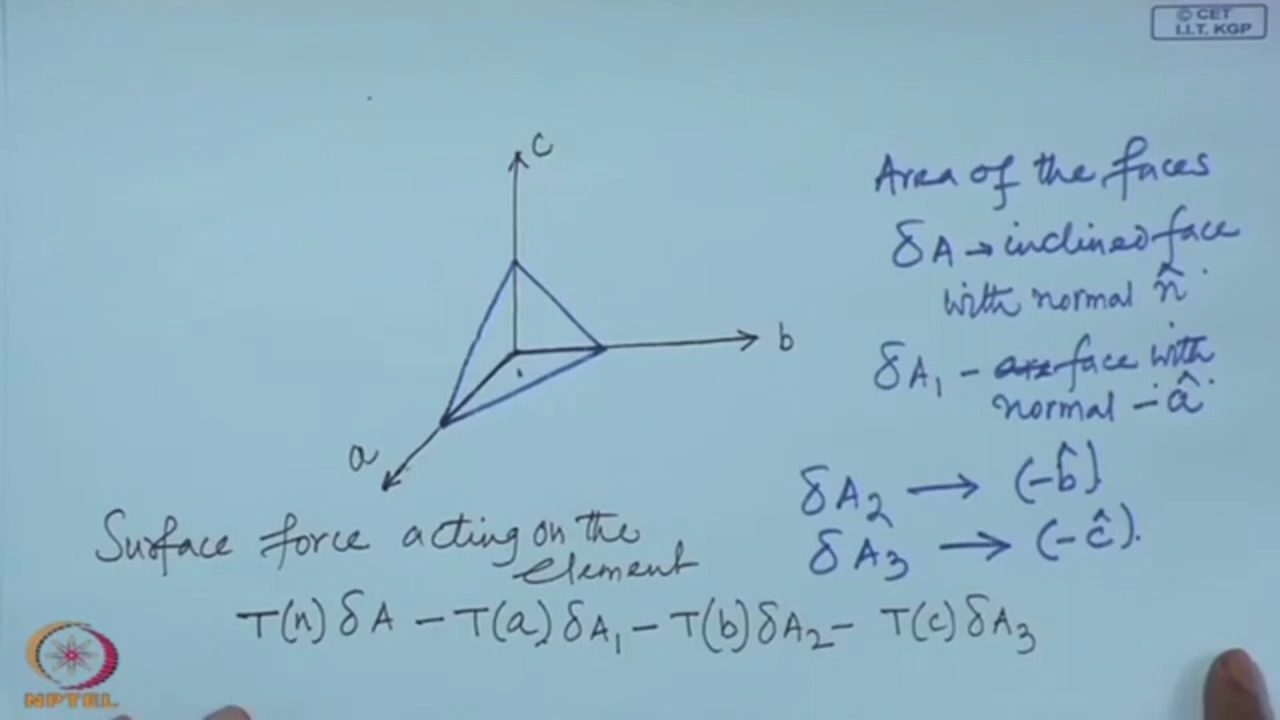 © CET
I.I.T. KGP
c
b
a
Area of the faces
δA → inclined face
with normal n̂.
δA₁ - face with
normal - â.
δA₂ → (-b̂)
δA₃ → (-ĉ).
Surface force acting on the
element
T(n) δA - T(a) δA₁ - T(b) δA₂ - T(c) δA₃
NPTEL